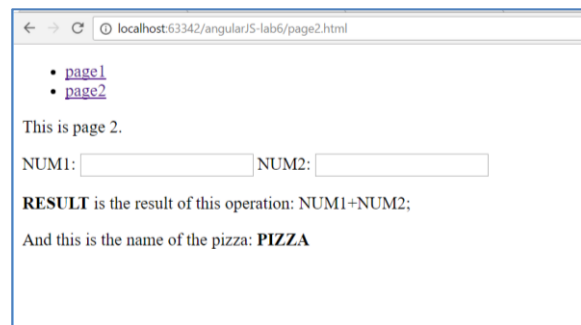 localhost:63342/angularJS-lab6/page2.html
page1
page2
This is page 2.
NUM1: NUM2:
RESULT is the result of this operation: NUM1+NUM2;
And this is the name of the pizza: PIZZA